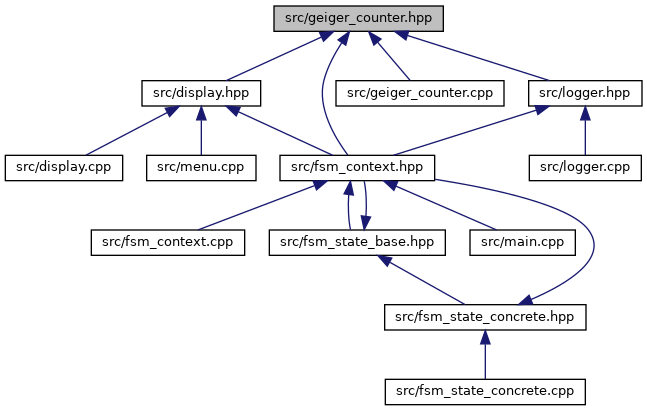 src/geiger_counter.hpp
src/display.hpp
src/geiger_counter.cpp
src/logger.hpp
src/display.cpp
src/menu.cpp
src/fsm_context.hpp
src/logger.cpp
src/fsm_context.cpp
src/fsm_state_base.hpp
src/main.cpp
src/fsm_state_concrete.hpp
src/fsm_state_concrete.cpp